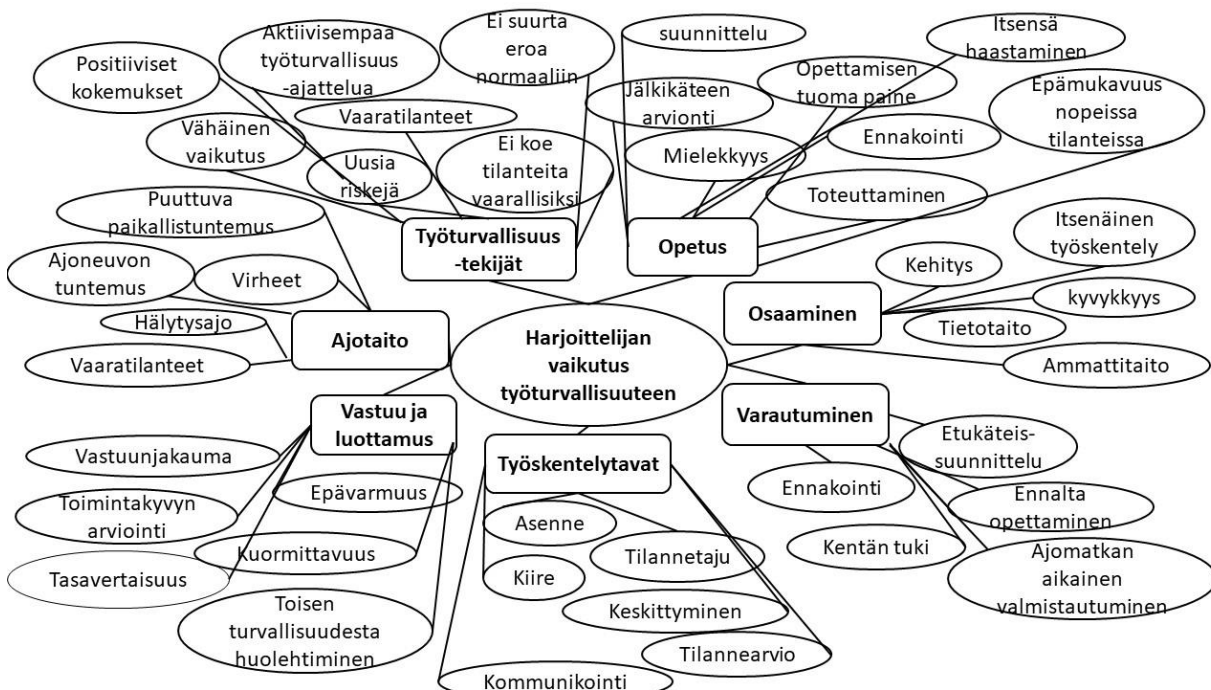 Positiiviset
kokemukset
Aktiivisempaa
työturvallisuus
-ajattelua
Ei suurta
eroa
normaaliin
suunnittelu
Itsensä
haastaminen
Vähäinen
vaikutus
Vaaratilanteet
Jälkikäteen
arvionti
Opettamisen
tuoma paine
Epämukavuus
nopeissa
tilanteissa
Uusia
riskejä
Ei koe
tilanteita
vaarallisiksi
Mielekkyys
Ennakointi
Toteuttaminen
Puuttuva
paikallistuntemus
Työturvallisuus
-tekijät
Opetus
Itsenäinen
työskentely
Ajoneuvon
tuntemus
Virheet
Kehitys
kyvykkyys
Hälytysajo
Ajotaito
Harjoittelijan
vaikutus
työturvallisuuteen
Osaaminen
Tietotaito
Vaaratilanteet
Ammattitaito
Vastuu ja
luottamus
Työskentelytavat
Varautuminen
Etukäteis-
suunnittelu
Vastuunjakauma
Epävarmuus
Ennakointi
Ennalta
opettaminen
Toimintakyvyn
arviointi
Asenne
Tilannetaju
Kentän tuki
Kuormittavuus
Tasavertaisuus
Kiire
Ajomatkan
aikainen
valmistautuminen
Toisen
turvallisuudesta
huolehtiminen
Keskittyminen
Tilannearvio
Kommunikointi